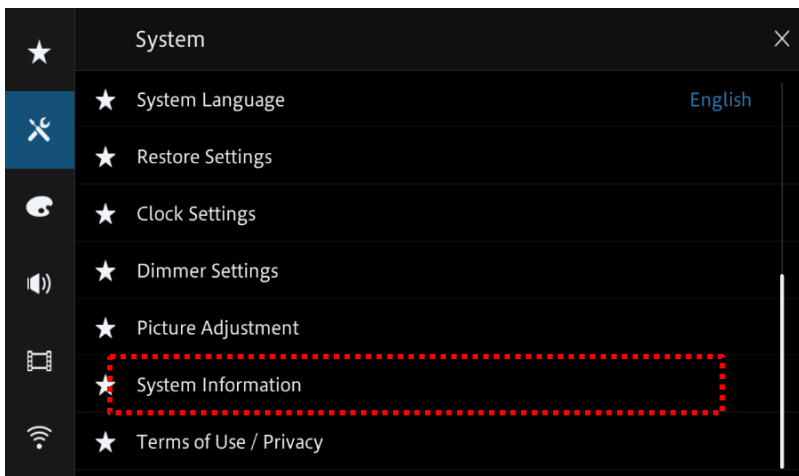 System
System Language English
Restore Settings
Clock Settings
Dimmer Settings
Picture Adjustment
System Information
Terms of Use / Privacy